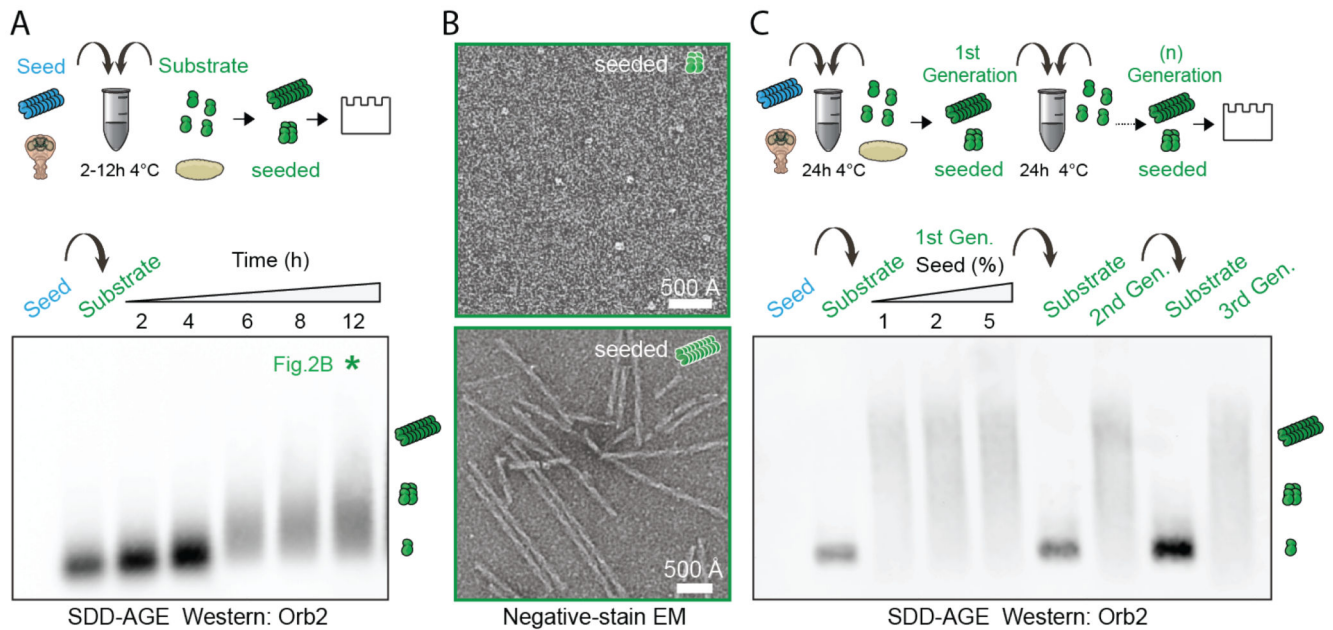 A
Seed
Substrate
2-12h 4°C
seeded
Seed
Substrate
Time (h)
2 4 6 8 12
Fig.2B *
SDD-AGE Western: Orb2
B
seeded
500 Å
seeded
500 Å
Negative-stain EM
C
1st
Generation
(n)
Generation
24h 4°C
seeded
24h 4°C
seeded
Seed
Substrate
1st Gen.
Seed (%)
1 2 5
Substrate
2nd Gen.
Substrate
3rd Gen.
SDD-AGE Western: Orb2